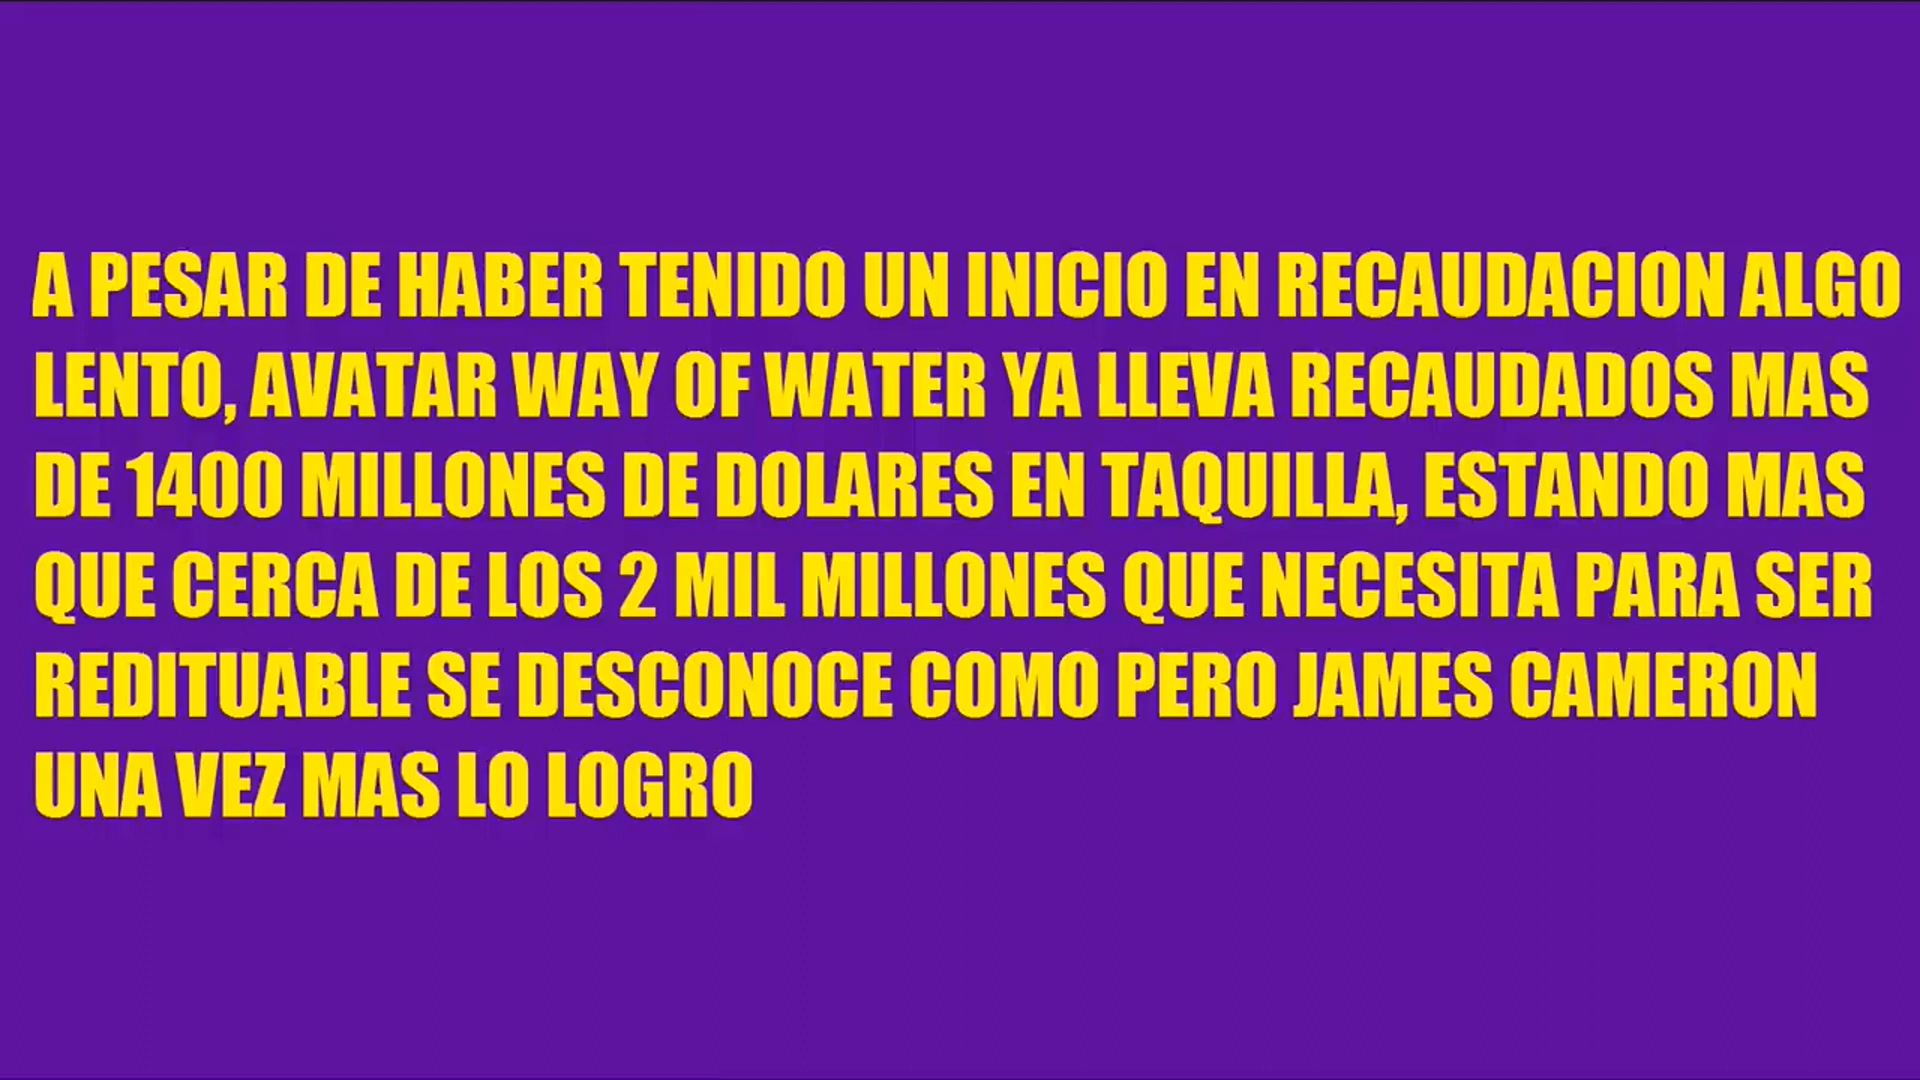 A PESAR DE HABER TENIDO UN INICIO EN RECAUDACION ALGO
LENTO, AVATAR WAY OF WATER YA LLEVA RECAUDADOS MAS
DE 1400 MILLONES DE DOLARES EN TAQUILLA, ESTANDO MAS
QUE CERCA DE LOS 2 MIL MILLONES QUE NECESITA PARA SER
REDITUABLE SE DESCONOCE COMO PERO JAMES CAMERON
UNA VEZ MAS LO LOGRO